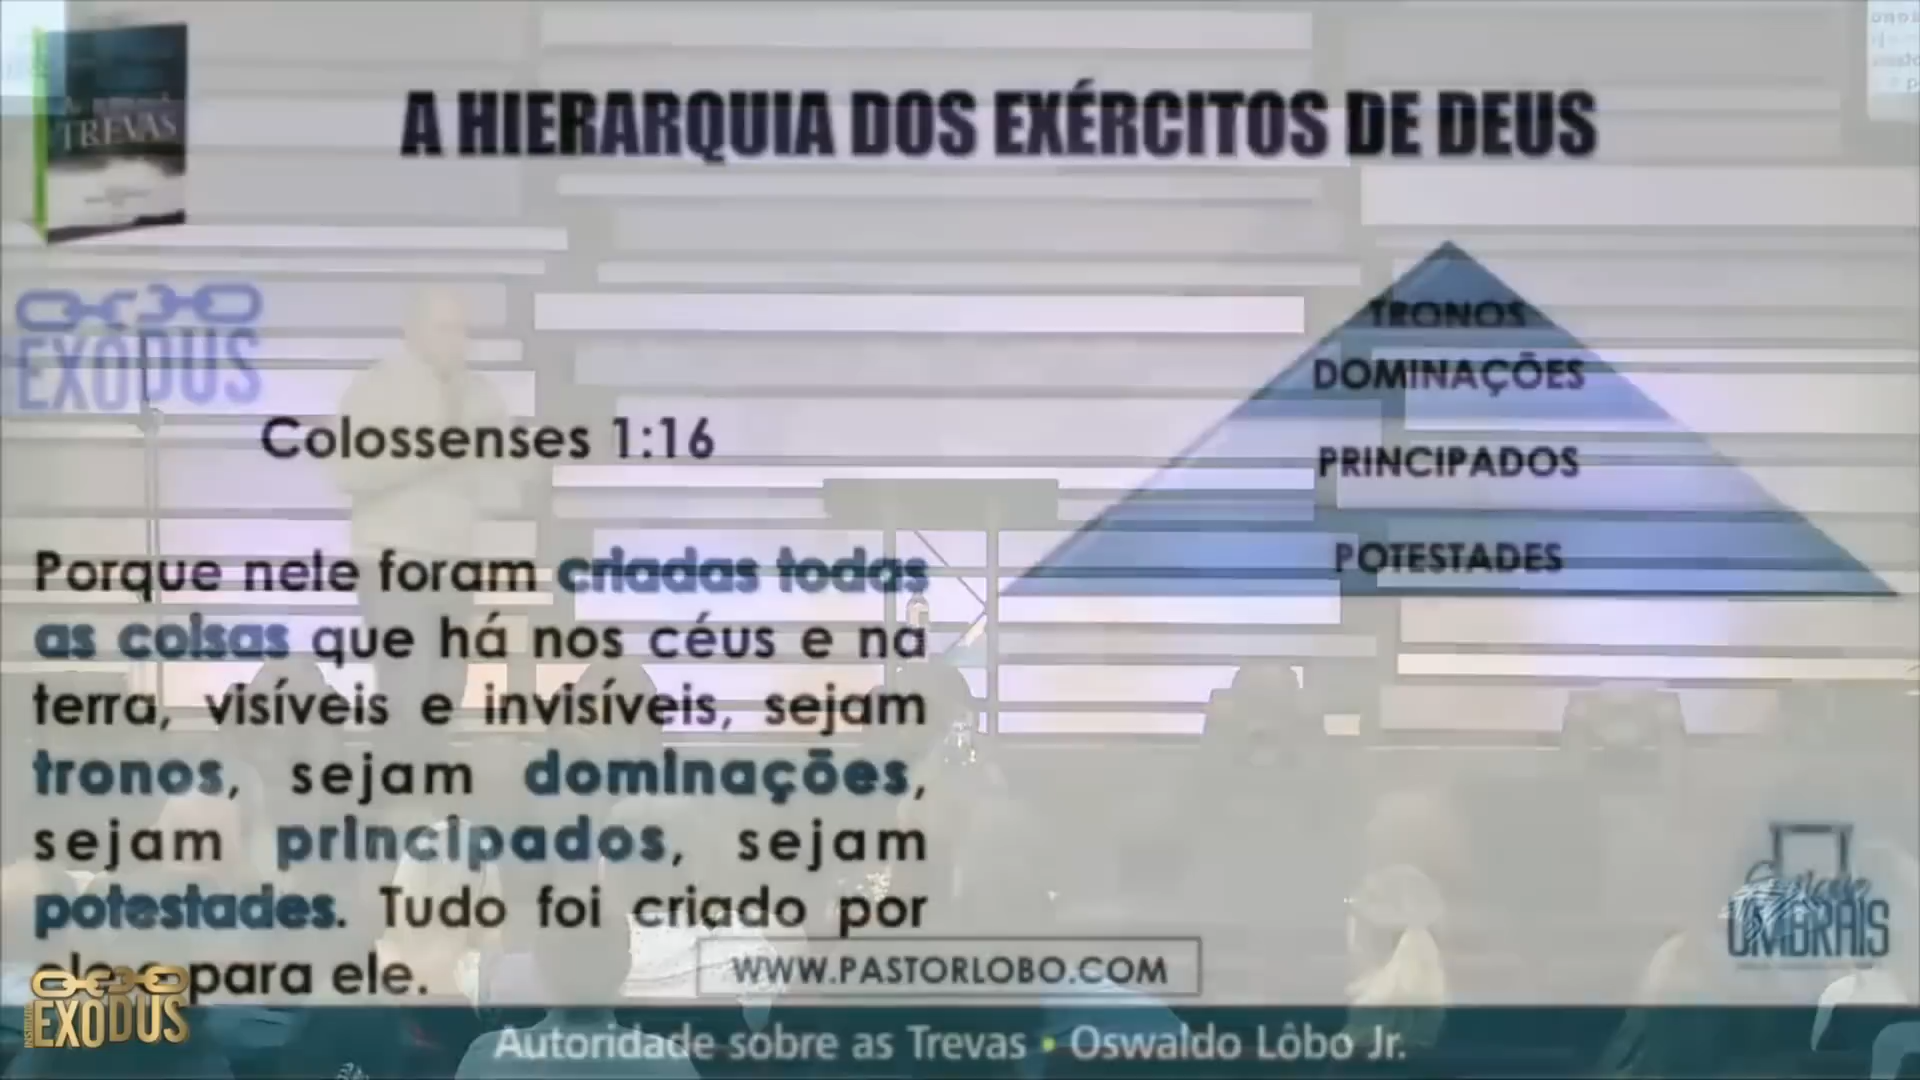 TREVAS
A HIERARQUIA DOS EXÉRCITOS DE DEUS
EXODUS
TRONOS
DOMINAÇÕES
PRINCIPADOS
POTESTADES
Colossenses 1:16
Porque nele foram criadas todas
as coisas que há nos céus e na
terra, visíveis e invisíveis, sejam
tronos, sejam dominações,
sejam principados, sejam
potestades. Tudo foi criado por
ele e para ele.
WWW.PASTORLOBO.COM
UMBRAIS
INSTITUTO EXODUS
Autoridade sobre as Trevas • Oswaldo Lôbo Jr.